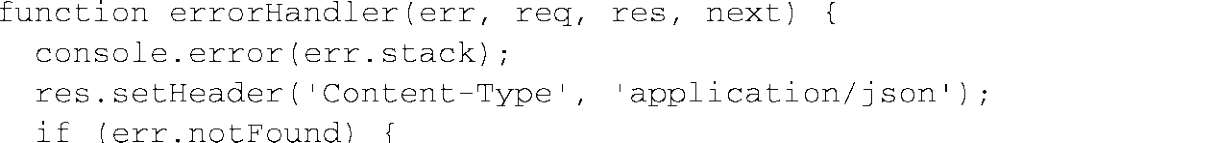 function errorHandler(err, req, res, next) {
  console.error(err.stack);
  res.setHeader('Content-Type', 'application/json');
  if (err.notFound) {